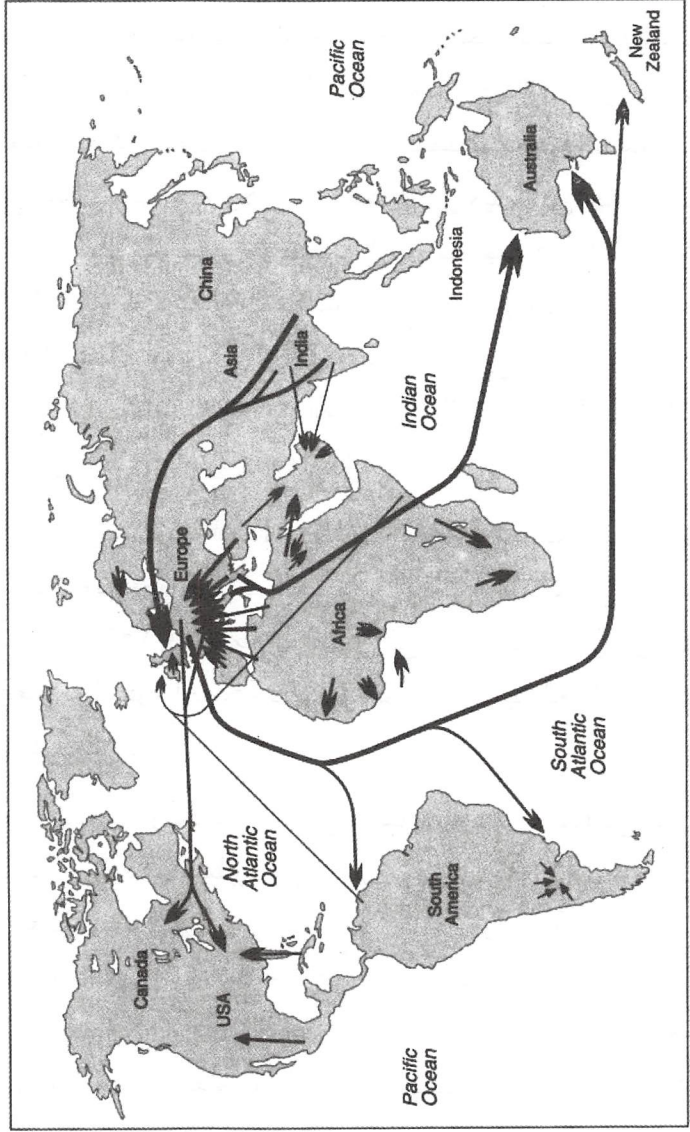 Canada
USA
North
Atlantic
Ocean
Pacific
Ocean
South
America
South
Atlantic
Ocean
Europe
Africa
Asia
India
China
Indian
Ocean
Indonesia
Pacific
Ocean
Australia
New
Zealand